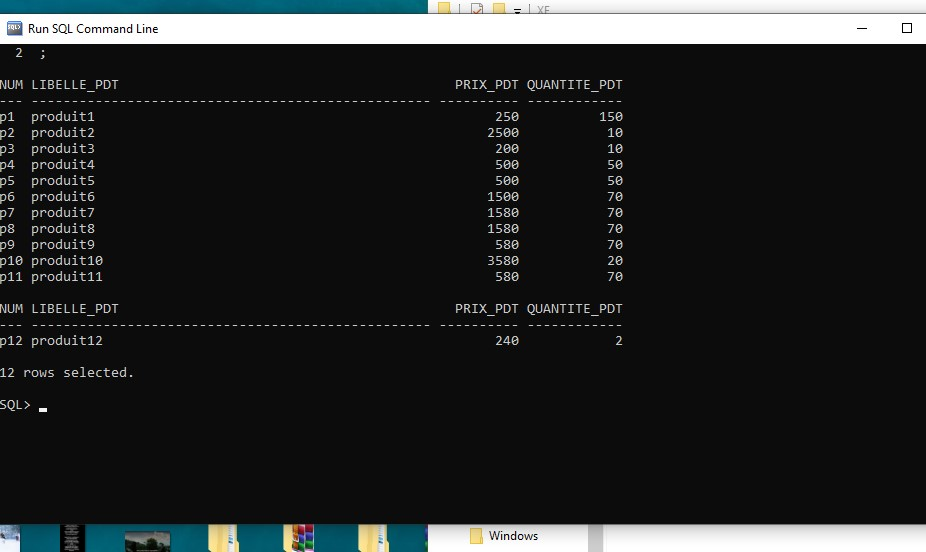 XE
SQL> Run SQL Command Line
2 ;
NUM LIBELLE_PDT PRIX_PDT QUANTITE_PDT
--- -------------------------------------------------- ---------- ------------
p1 produit1 250 150
p2 produit2 2500 10
p3 produit3 200 10
p4 produit4 500 50
p5 produit5 500 50
p6 produit6 1500 70
p7 produit7 1580 70
p8 produit8 1580 70
p9 produit9 580 70
p10 produit10 3580 20
p11 produit11 580 70
NUM LIBELLE_PDT PRIX_PDT QUANTITE_PDT
--- -------------------------------------------------- ---------- ------------
p12 produit12 240 2
12 rows selected.
SQL>
Windows